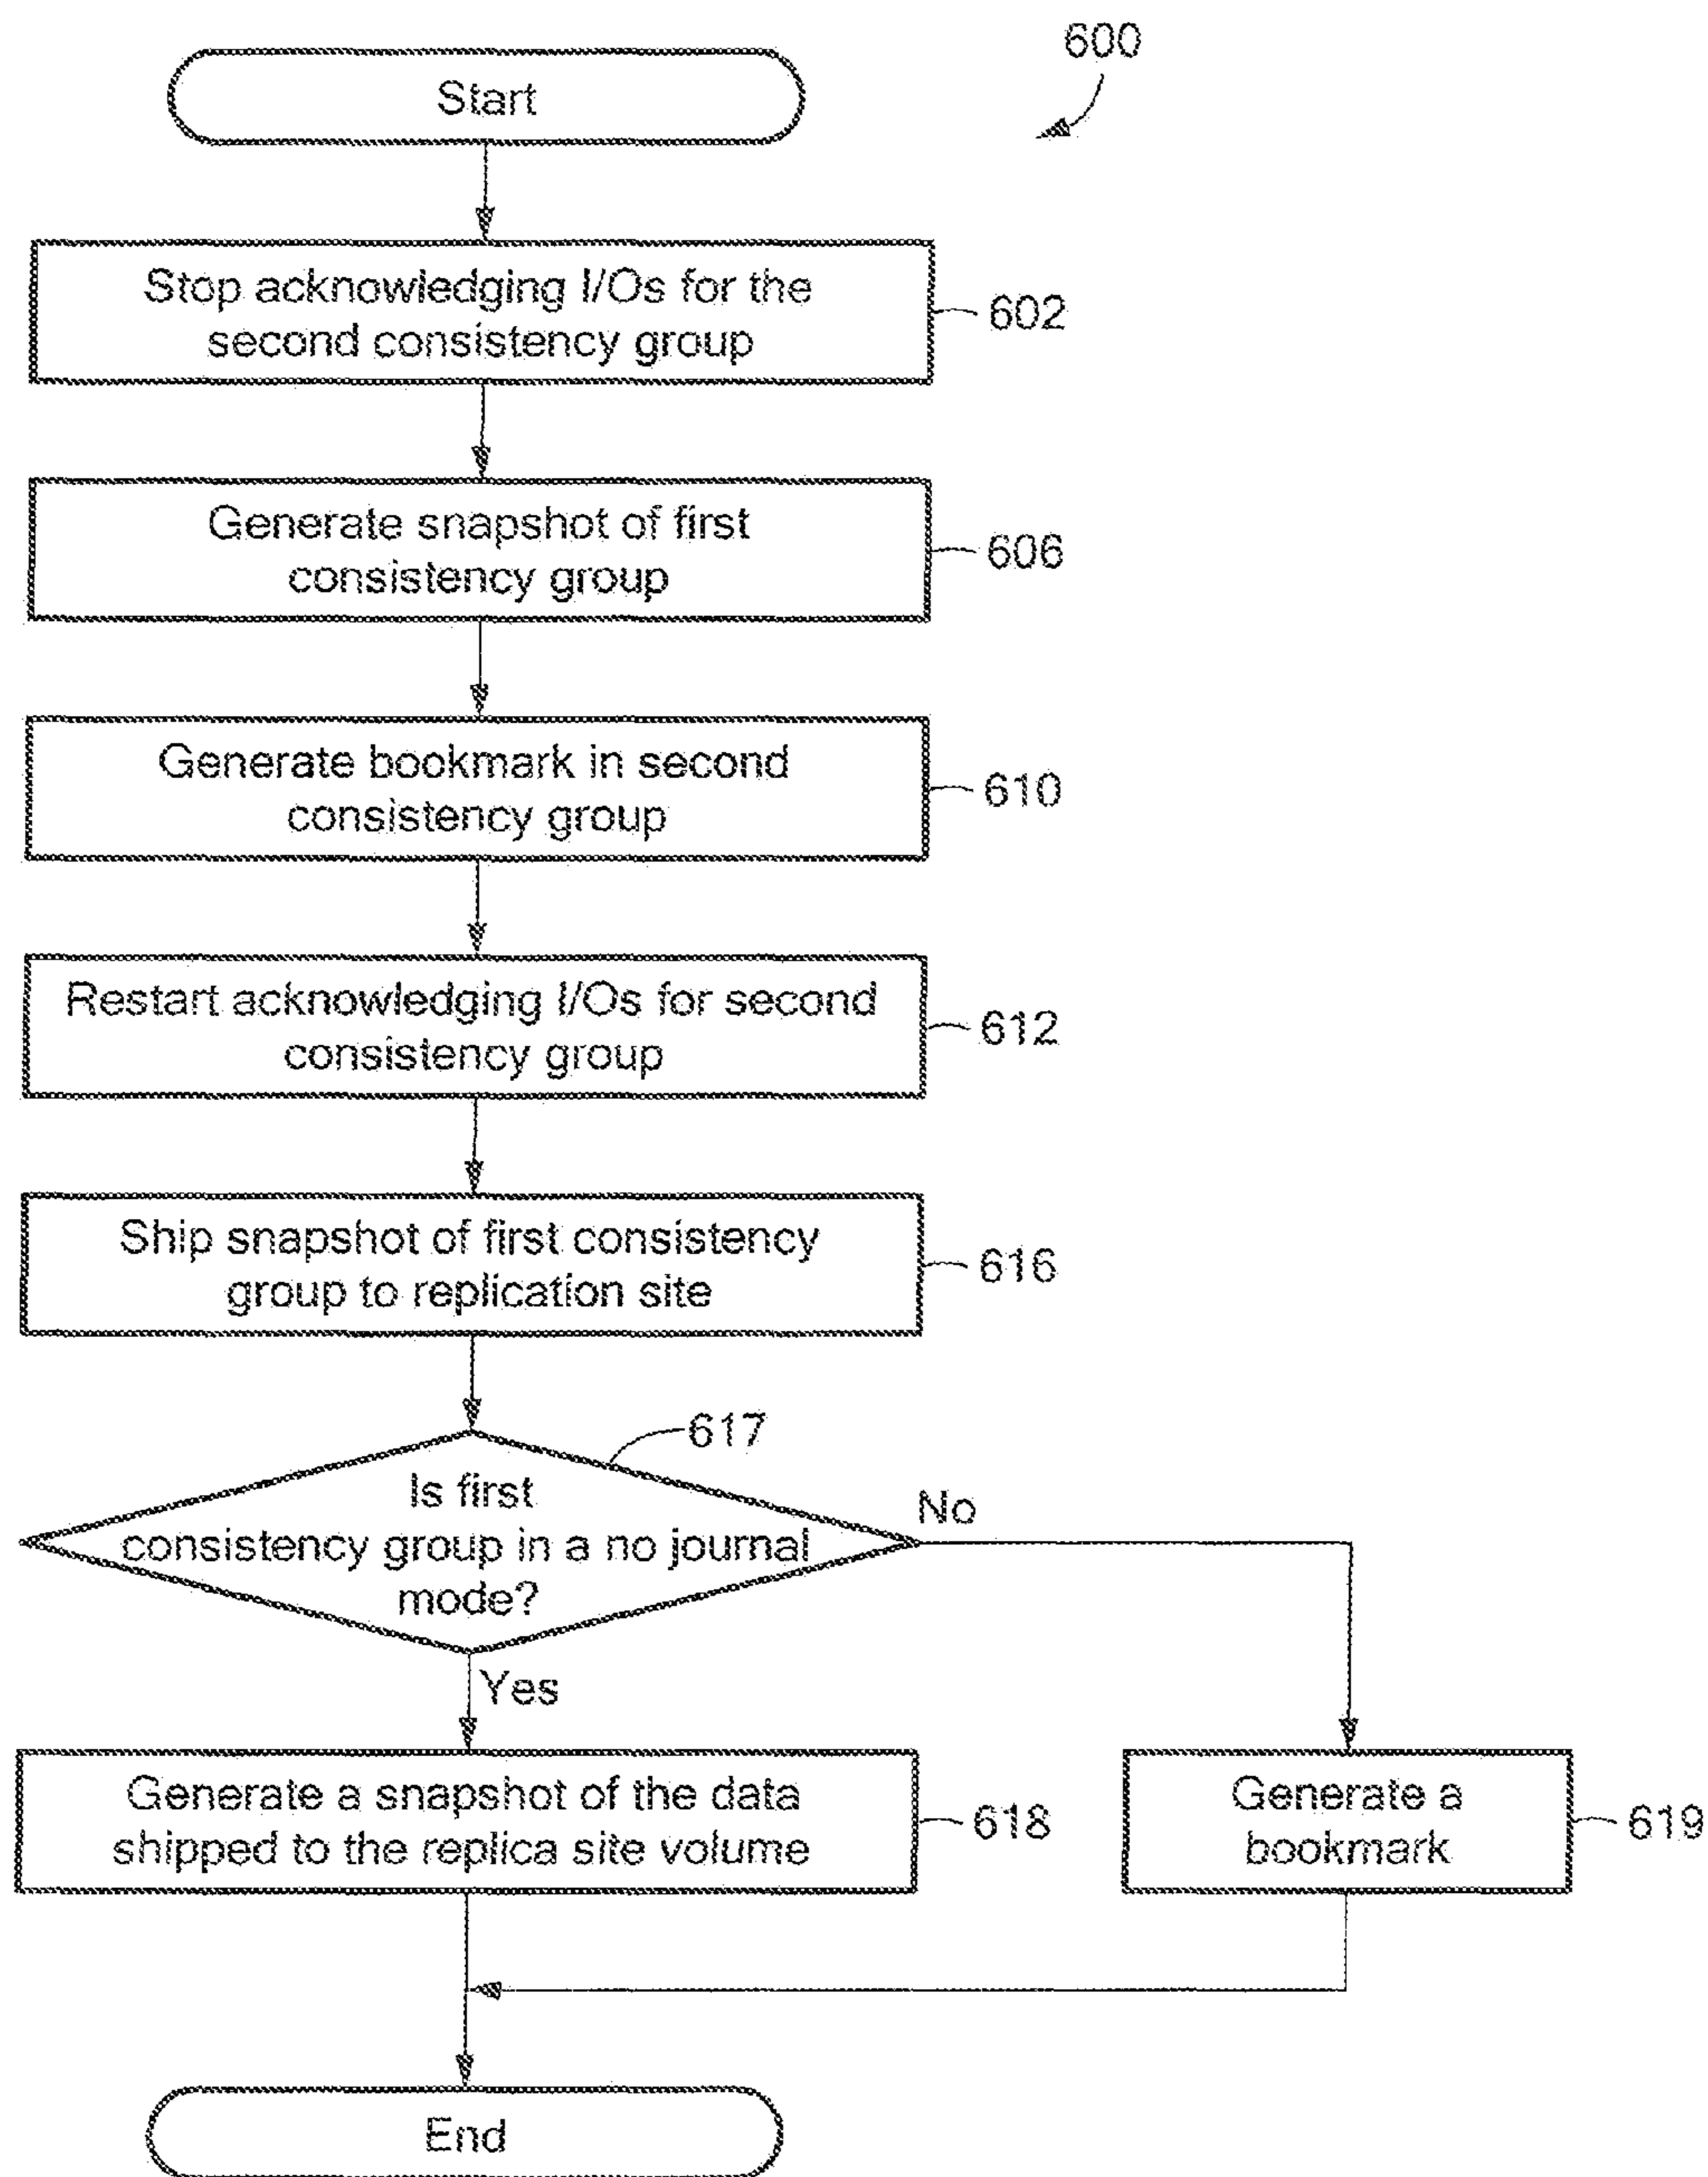 600
Start
Stop acknowledging I/Os for the
second consistency group
602
Generate snapshot of first
consistency group
606
Generate bookmark in second
consistency group
610
Restart acknowledging I/Os for second
consistency group
612
Ship snapshot of first consistency
group to replication site
616
617
Is first
consistency group in a no journal
mode?
No
Yes
Generate a snapshot of the data
shipped to the replica site volume
618
Generate a
bookmark
619
End